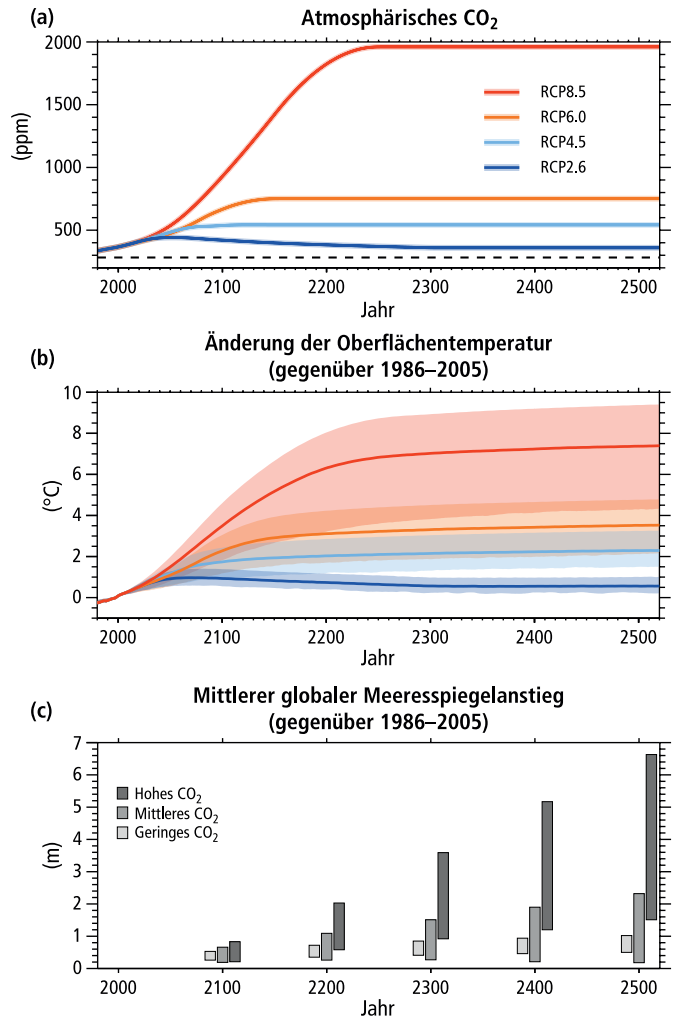 (a)
Atmosphärisches CO₂
2000
1500
1000
500
(ppm)
RCP8.5
RCP6.0
RCP4.5
RCP2.6
2000 2100 2200 2300 2400 2500
Jahr
(b)
Änderung der Oberflächentemperatur
(gegenüber 1986–2005)
10
8
6
4
2
0
(°C)
2000 2100 2200 2300 2400 2500
Jahr
(c)
Mittlerer globaler Meeresspiegelanstieg
(gegenüber 1986–2005)
7
6
5
4
3
2
1
0
(m)
Hohes CO₂
Mittleres CO₂
Geringes CO₂
2000 2100 2200 2300 2400 2500
Jahr